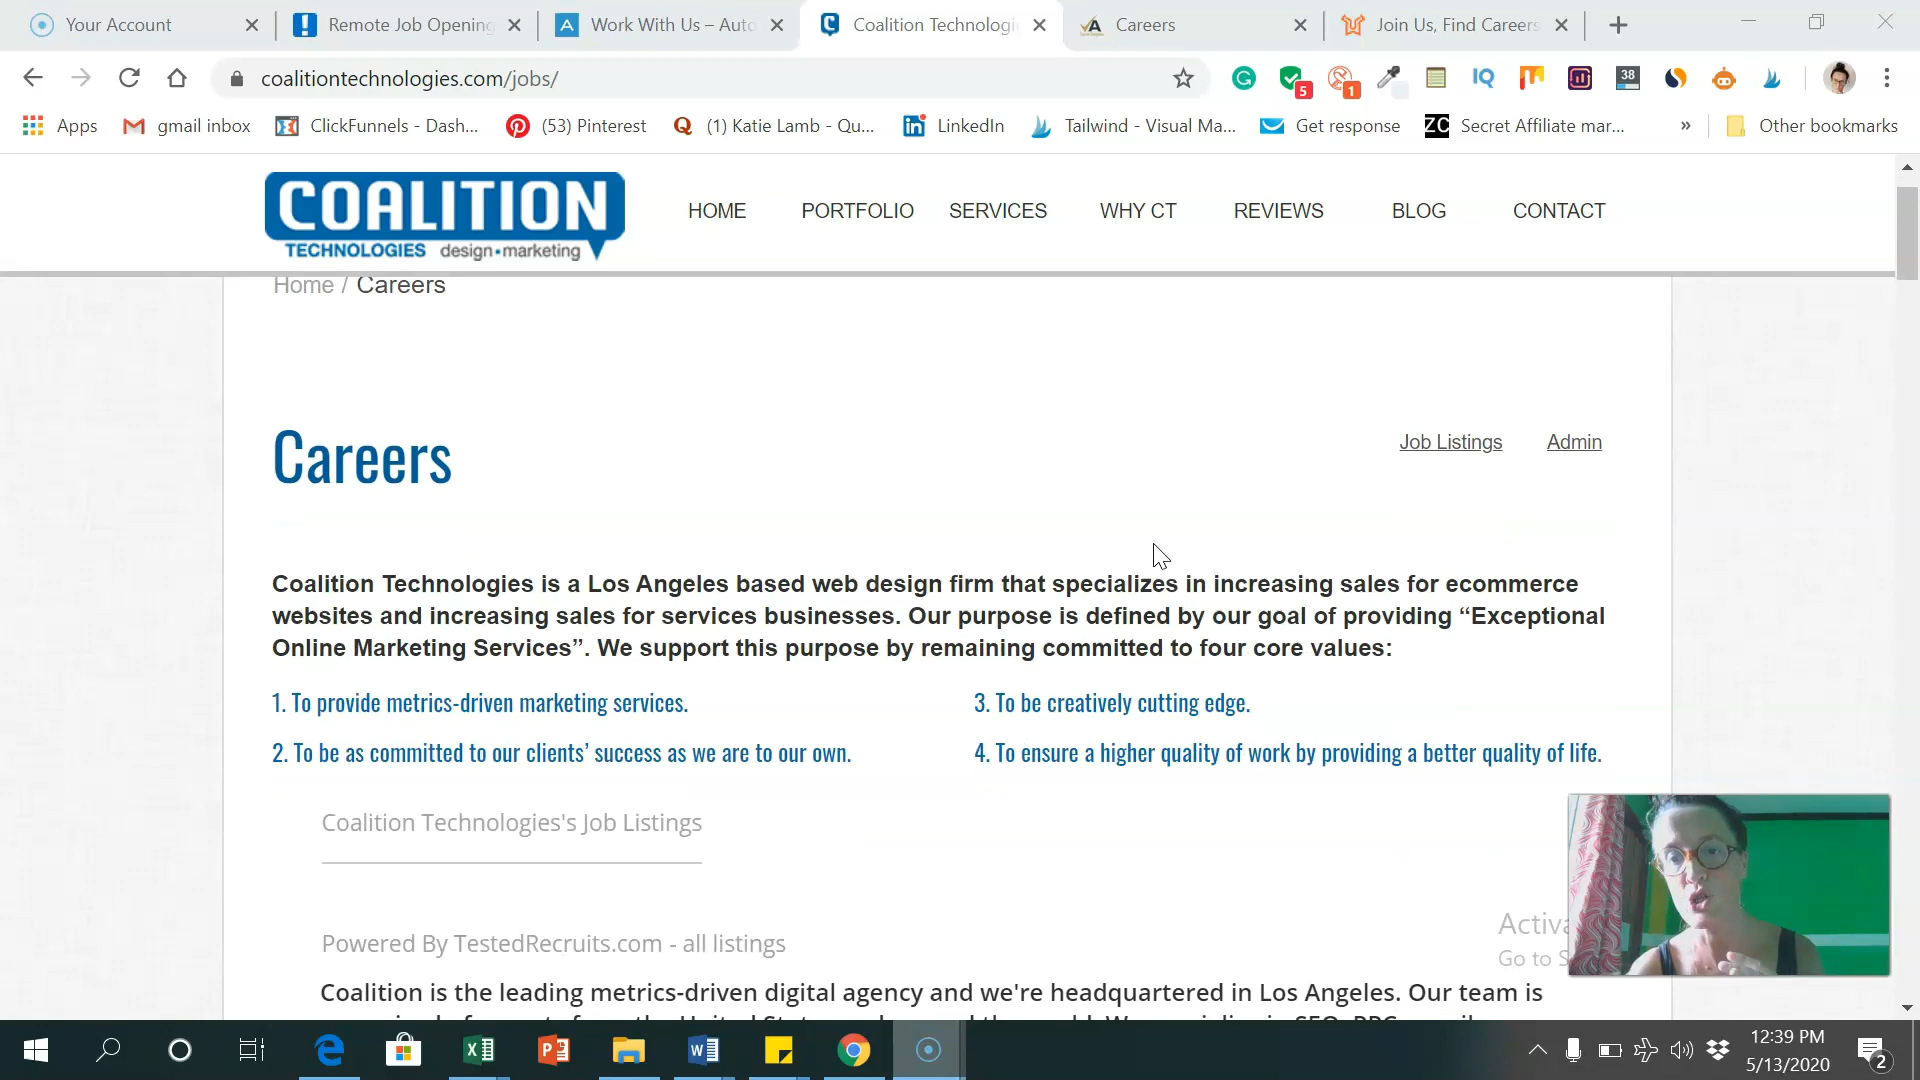 Your Account
Remote Job Opening
Work With Us – Auto
Coalition Technologi
Careers
Join Us, Find Careers
coalitiontechnologies.com/jobs/
5
1
IQ
38
Apps
gmail inbox
ClickFunnels - Dash...
(53) Pinterest
(1) Katie Lamb - Qu...
LinkedIn
Tailwind - Visual Ma...
Get response
ZC
Secret Affiliate mar...
»
Other bookmarks
COALITION
TECHNOLOGIES design•marketing
HOME
PORTFOLIO
SERVICES
WHY CT
REVIEWS
BLOG
CONTACT
Home / Careers
Careers
Job Listings
Admin
Coalition Technologies is a Los Angeles based web design firm that specializes in increasing sales for ecommerce
websites and increasing sales for services businesses. Our purpose is defined by our goal of providing “Exceptional
Online Marketing Services”. We support this purpose by remaining committed to four core values:
1. To provide metrics-driven marketing services.
3. To be creatively cutting edge.
2. To be as committed to our clients’ success as we are to our own.
4. To ensure a higher quality of work by providing a better quality of life.
Coalition Technologies's Job Listings
Powered By TestedRecruits.com - all listings
Activa
Go to S
Coalition is the leading metrics-driven digital agency and we're headquartered in Los Angeles. Our team is
12:39 PM
5/13/2020
2